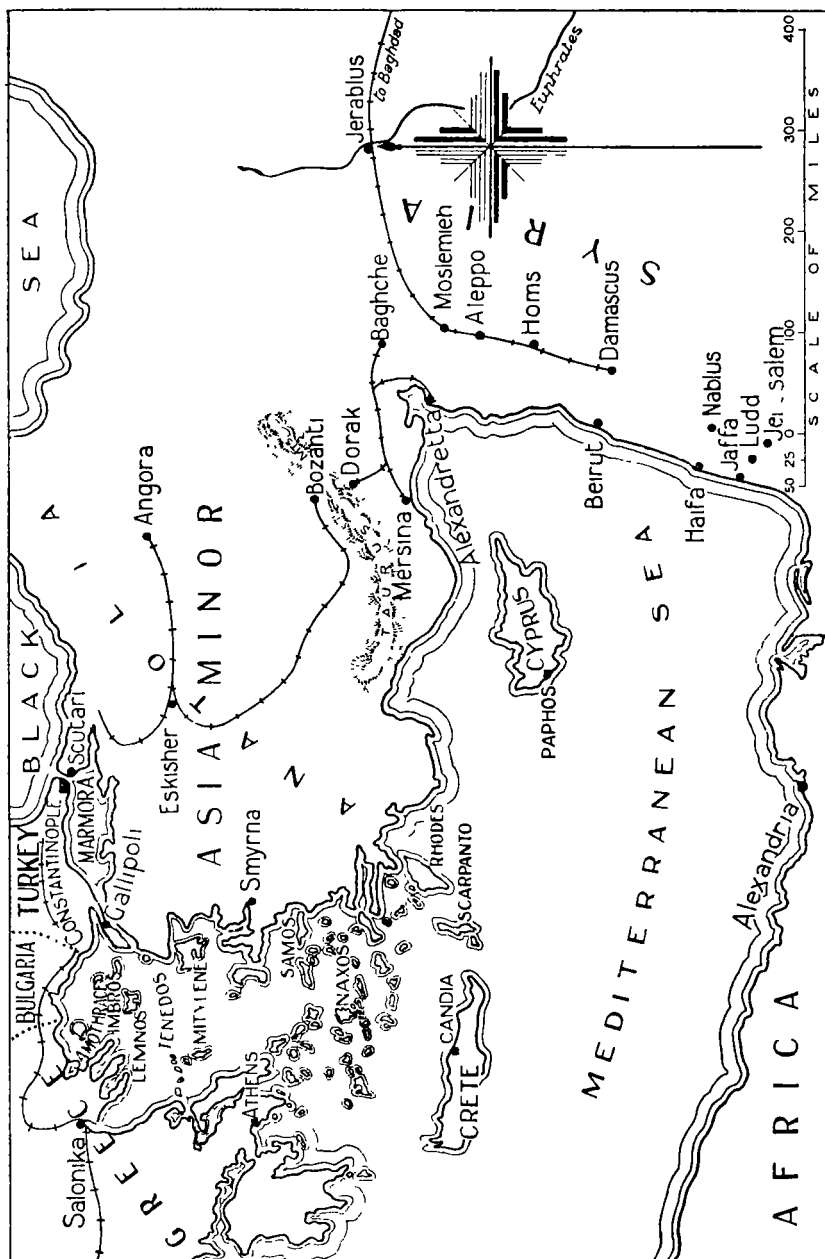 BLACK SEA
BULGARIA
TURKEY
CONSTANTINOPLE
Scutari
MARMORA
Gallipoli
Salonika
GREECE
SAMOTHRACE
IMBROS
LEMNOS
TENEDOS
MITYLENE
ATHENS
SAMOS
NAXOS
Smyrna
Eskisher
Angora
ASIA MINOR
ANATOLIA
Bozanti
TAURUS
Dorak
Mersina
Baghche
Jerablus
to Baghdad
Euphrates
Alexandretta
Moslemieh
Aleppo
Homs
Damascus
SYRIA
RHODES
SCARPANTO
CANDIA
CRETE
PAPHOS
CYPRUS
Beirut
Haifa
Nablus
Jaffa
Ludd
MEDITERRANEAN SEA
Alexandria
AFRICA
50 25 0 100 200 300 400
SCALE OF MILES